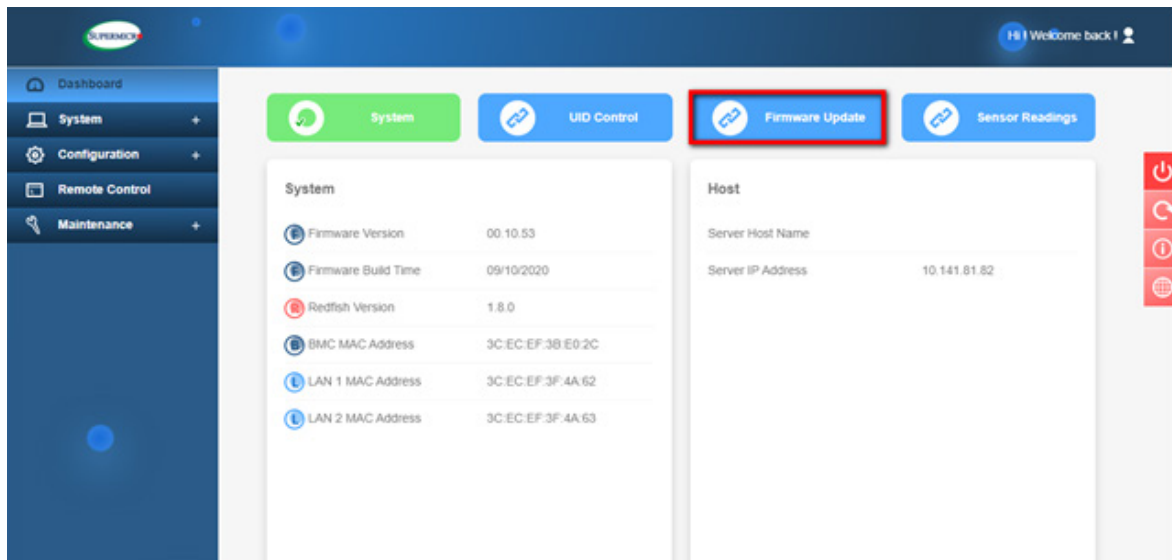 SUPERMICR
Hi ! Welcome back !
Dashboard
System +
Configuration +
Remote Control
Maintenance +
System
UID Control
Firmware Update
Sensor Readings
System
Firmware Version 00.10.53
Firmware Build Time 09/10/2020
Redfish Version 1.8.0
BMC MAC Address 3C:EC:EF:3B:E0:2C
LAN 1 MAC Address 3C:EC:EF:3F:4A:62
LAN 2 MAC Address 3C:EC:EF:3F:4A:63
Host
Server Host Name
Server IP Address 10.141.81.82